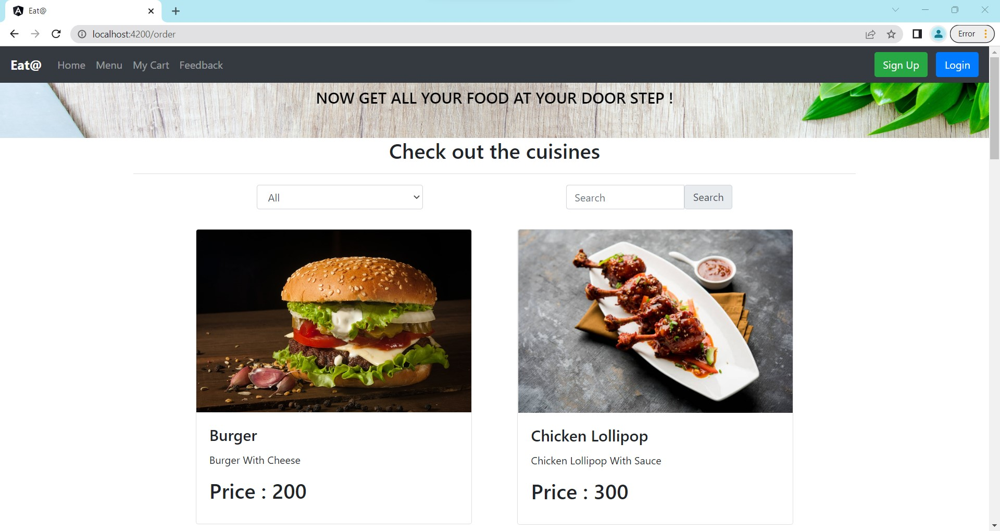 Eat@
localhost:4200/order
Error
Eat@ Home Menu My Cart Feedback Sign Up Login
NOW GET ALL YOUR FOOD AT YOUR DOOR STEP !
Check out the cuisines
All Search Search
Burger
Burger With Cheese
Price : 200
Chicken Lollipop
Chicken Lollipop With Sauce
Price : 300